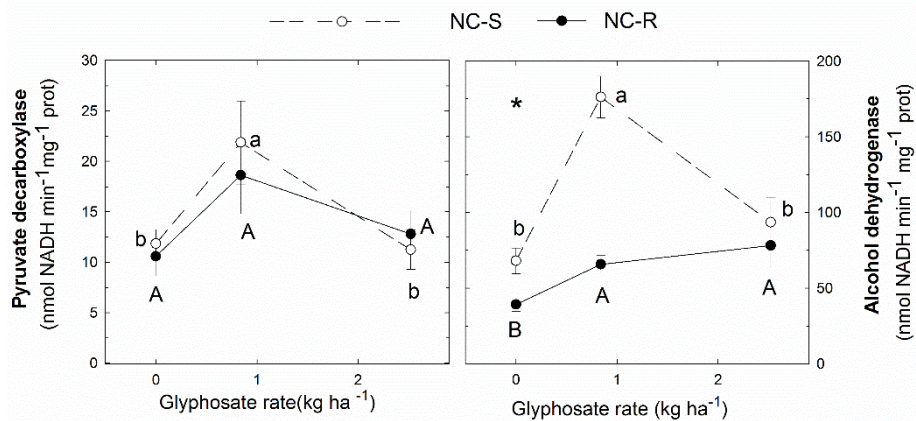 NC-S NC-R
Pyruvate decarboxylase
(nmol NADH min⁻¹mg⁻¹ prot)
30
25
20
15
10
5
0
b
a
b
A
A
A
0 1 2
Glyphosate rate(kg ha ⁻¹)
*
a
b
b
B
A
A
0 1 2
Glyphosate rate (kg ha⁻¹)
200
150
100
50
0
Alcohol dehydrogenase
(nmol NADH min⁻¹ mg⁻¹ prot)